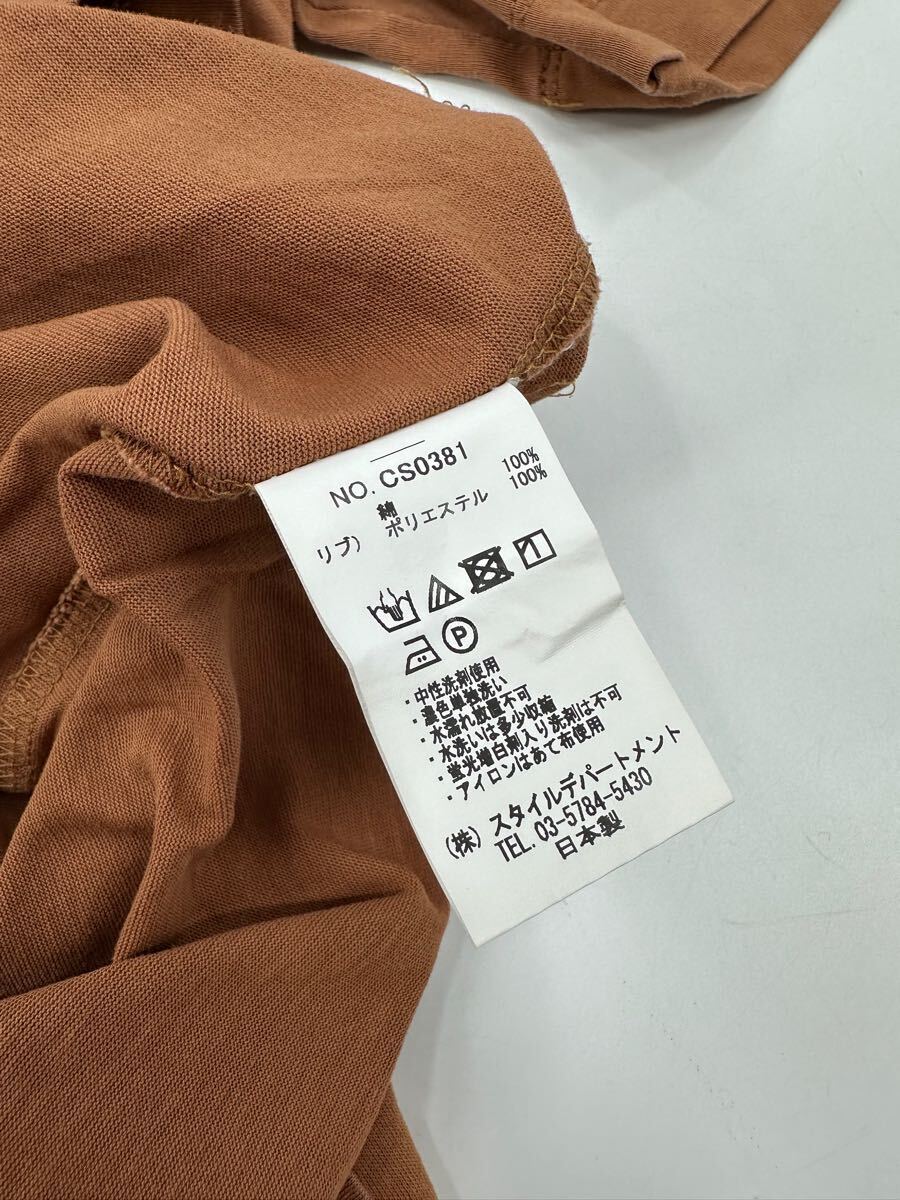 NO. CS0381
綿 100%
リブ) ポリエステル 100%
P
・中性洗剤使用
・濃色単独洗い
・水濡れ放置不可
・水洗いは多少収縮
・蛍光増白剤入り洗剤は不可
・アイロンはあて布使用
(株) スタイルデパートメント
TEL. 03-5784-5430
日本製